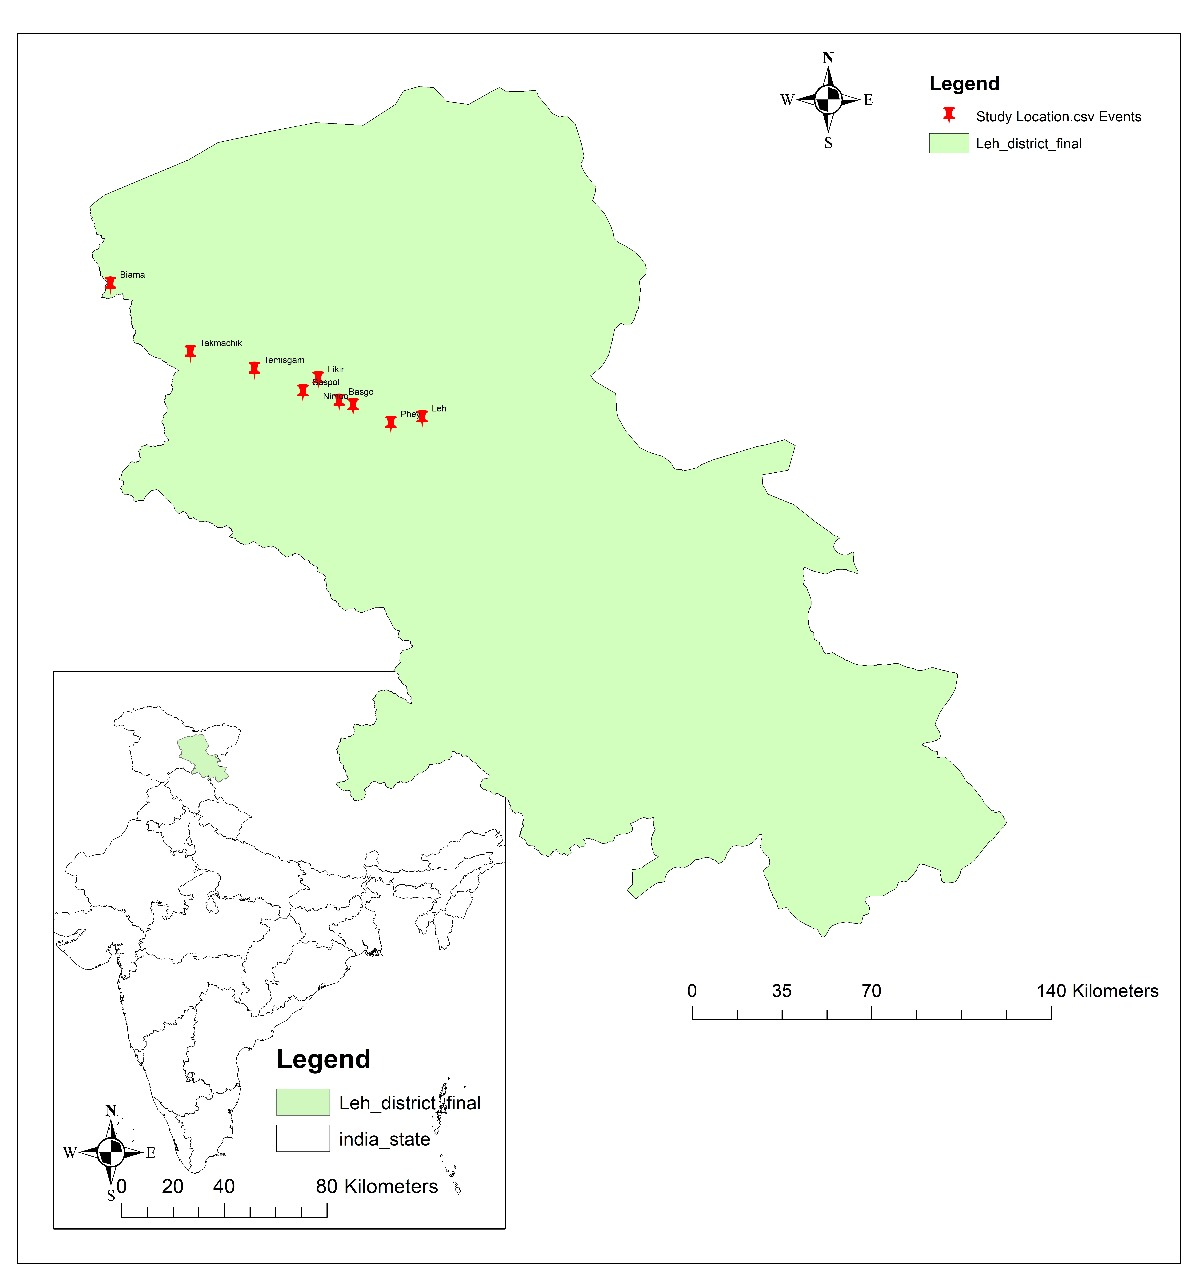 N
W E
S
Legend
Study Location.csv Events
Leh_district_final
Biama
Takmachik
Temisgam
Likir
Saspol
Nimmo
Basgo
Phey
Leh
0 35 70 140 Kilometers
Legend
Leh_district_final
india_state
N
W E
S
0 20 40 80 Kilometers